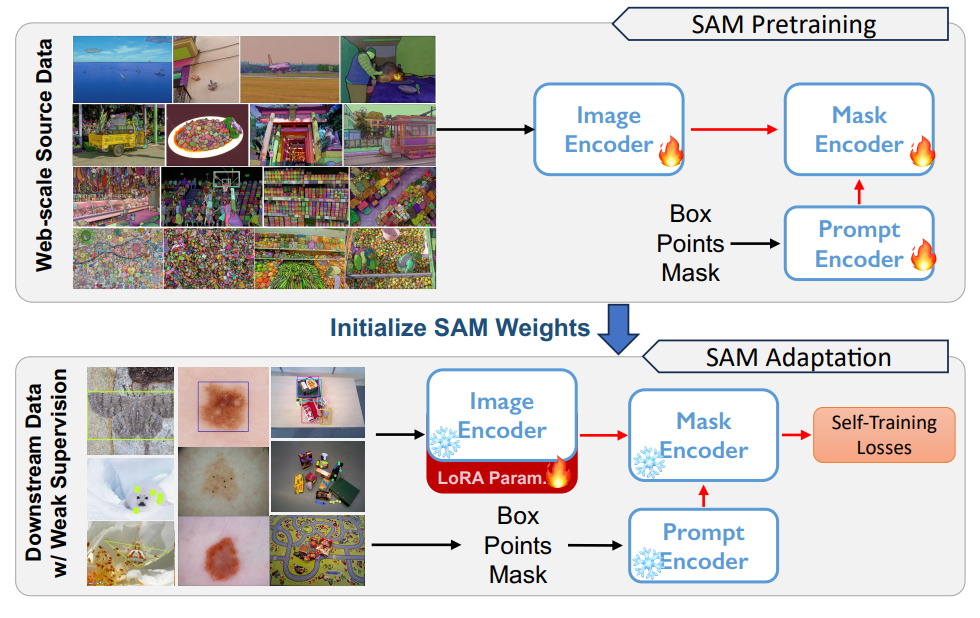 SAM Pretraining
Web-scale Source Data
Image
Encoder
Mask
Encoder
Box
Points
Mask
Prompt
Encoder
Initialize SAM Weights
SAM Adaptation
Downstream Data
w/ Weak Supervision
Image
Encoder
LoRA Param.
Mask
Encoder
Self-Training
Losses
Box
Points
Mask
Prompt
Encoder